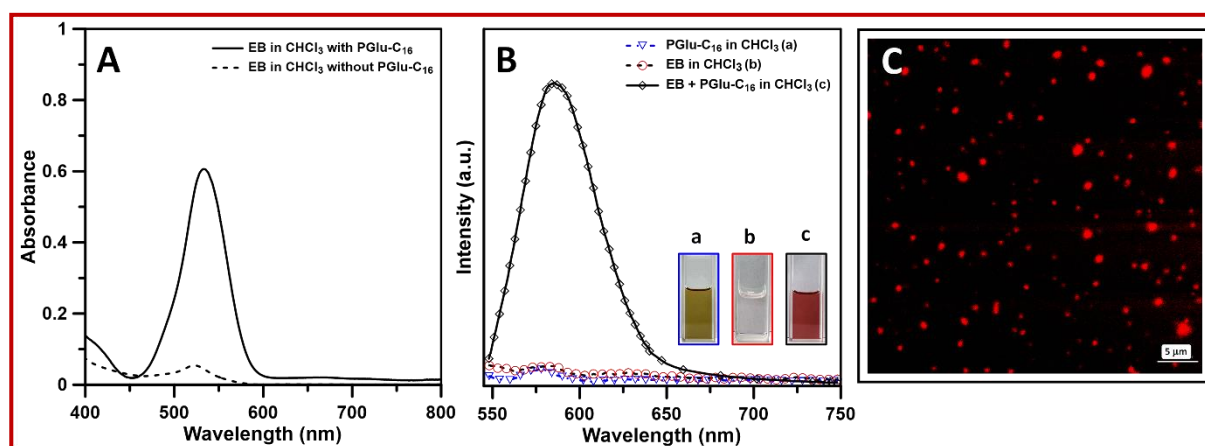 A
EB in CHCl₃ with PGlu-C₁₆
EB in CHCl₃ without PGlu-C₁₆
Absorbance
1
0.8
0.6
0.4
0.2
0
400 500 600 700 800
Wavelength (nm)
B
PGlu-C₁₆ in CHCl₃ (a)
EB in CHCl₃ (b)
EB + PGlu-C₁₆ in CHCl₃ (c)
Intensity (a.u.)
a b c
550 600 650 700 750
Wavelength (nm)
C
5 µm